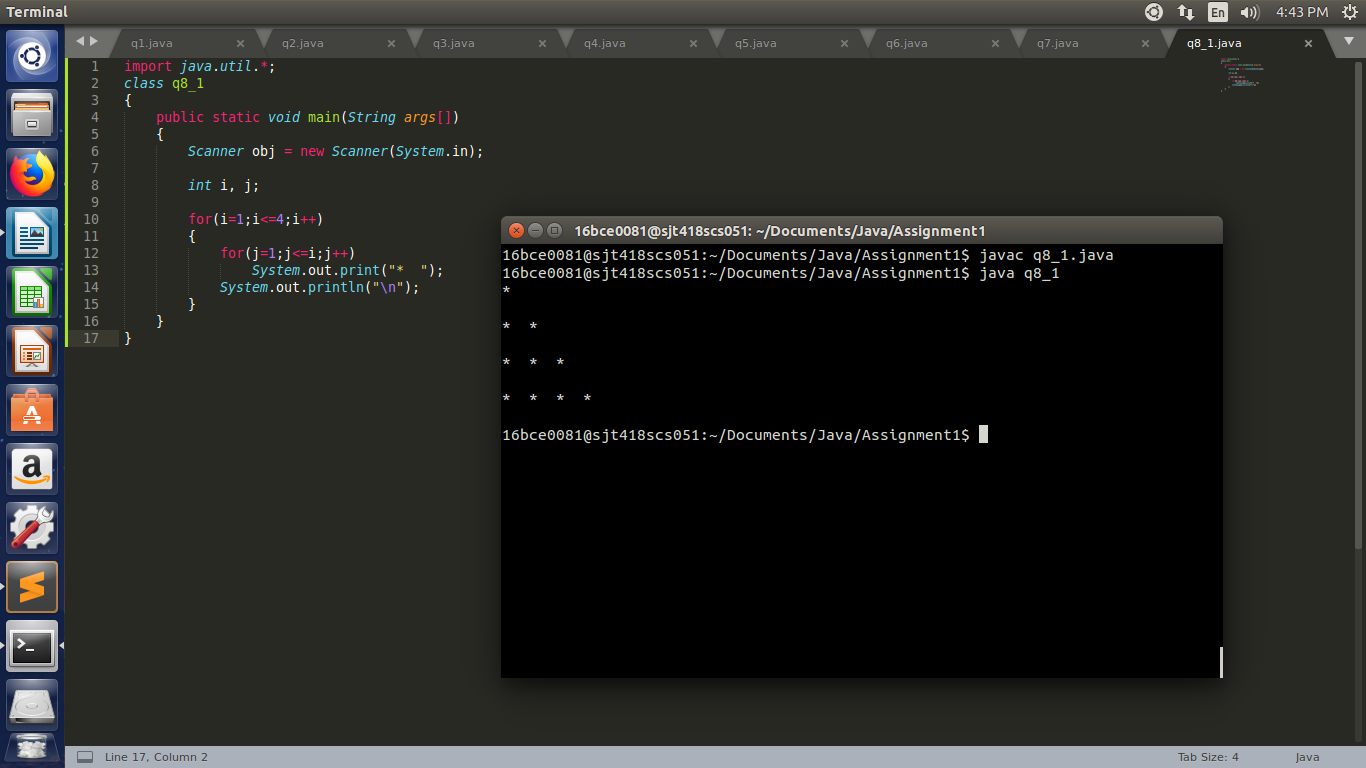 Terminal
En
4:43 PM
q1.java
q2.java
q3.java
q4.java
q5.java
q6.java
q7.java
q8_1.java
1 import java.util.*;
2 class q8_1
3 {
4     public static void main(String args[])
5     {
6         Scanner obj = new Scanner(System.in);
7
8         int i, j;
9
10         for(i=1;i<=4;i++)
11         {
12             for(j=1;j<=i;j++)
13                 System.out.print("*  ");
14             System.out.println("\n");
15         }
16     }
17 }
16bce0081@sjt418scs051: ~/Documents/Java/Assignment1
16bce0081@sjt418scs051:~/Documents/Java/Assignment1$ javac q8_1.java
16bce0081@sjt418scs051:~/Documents/Java/Assignment1$ java q8_1
*
*  *
*  *  *
*  *  *  *
16bce0081@sjt418scs051:~/Documents/Java/Assignment1$
A
a
>_
Line 17, Column 2
Tab Size: 4
Java